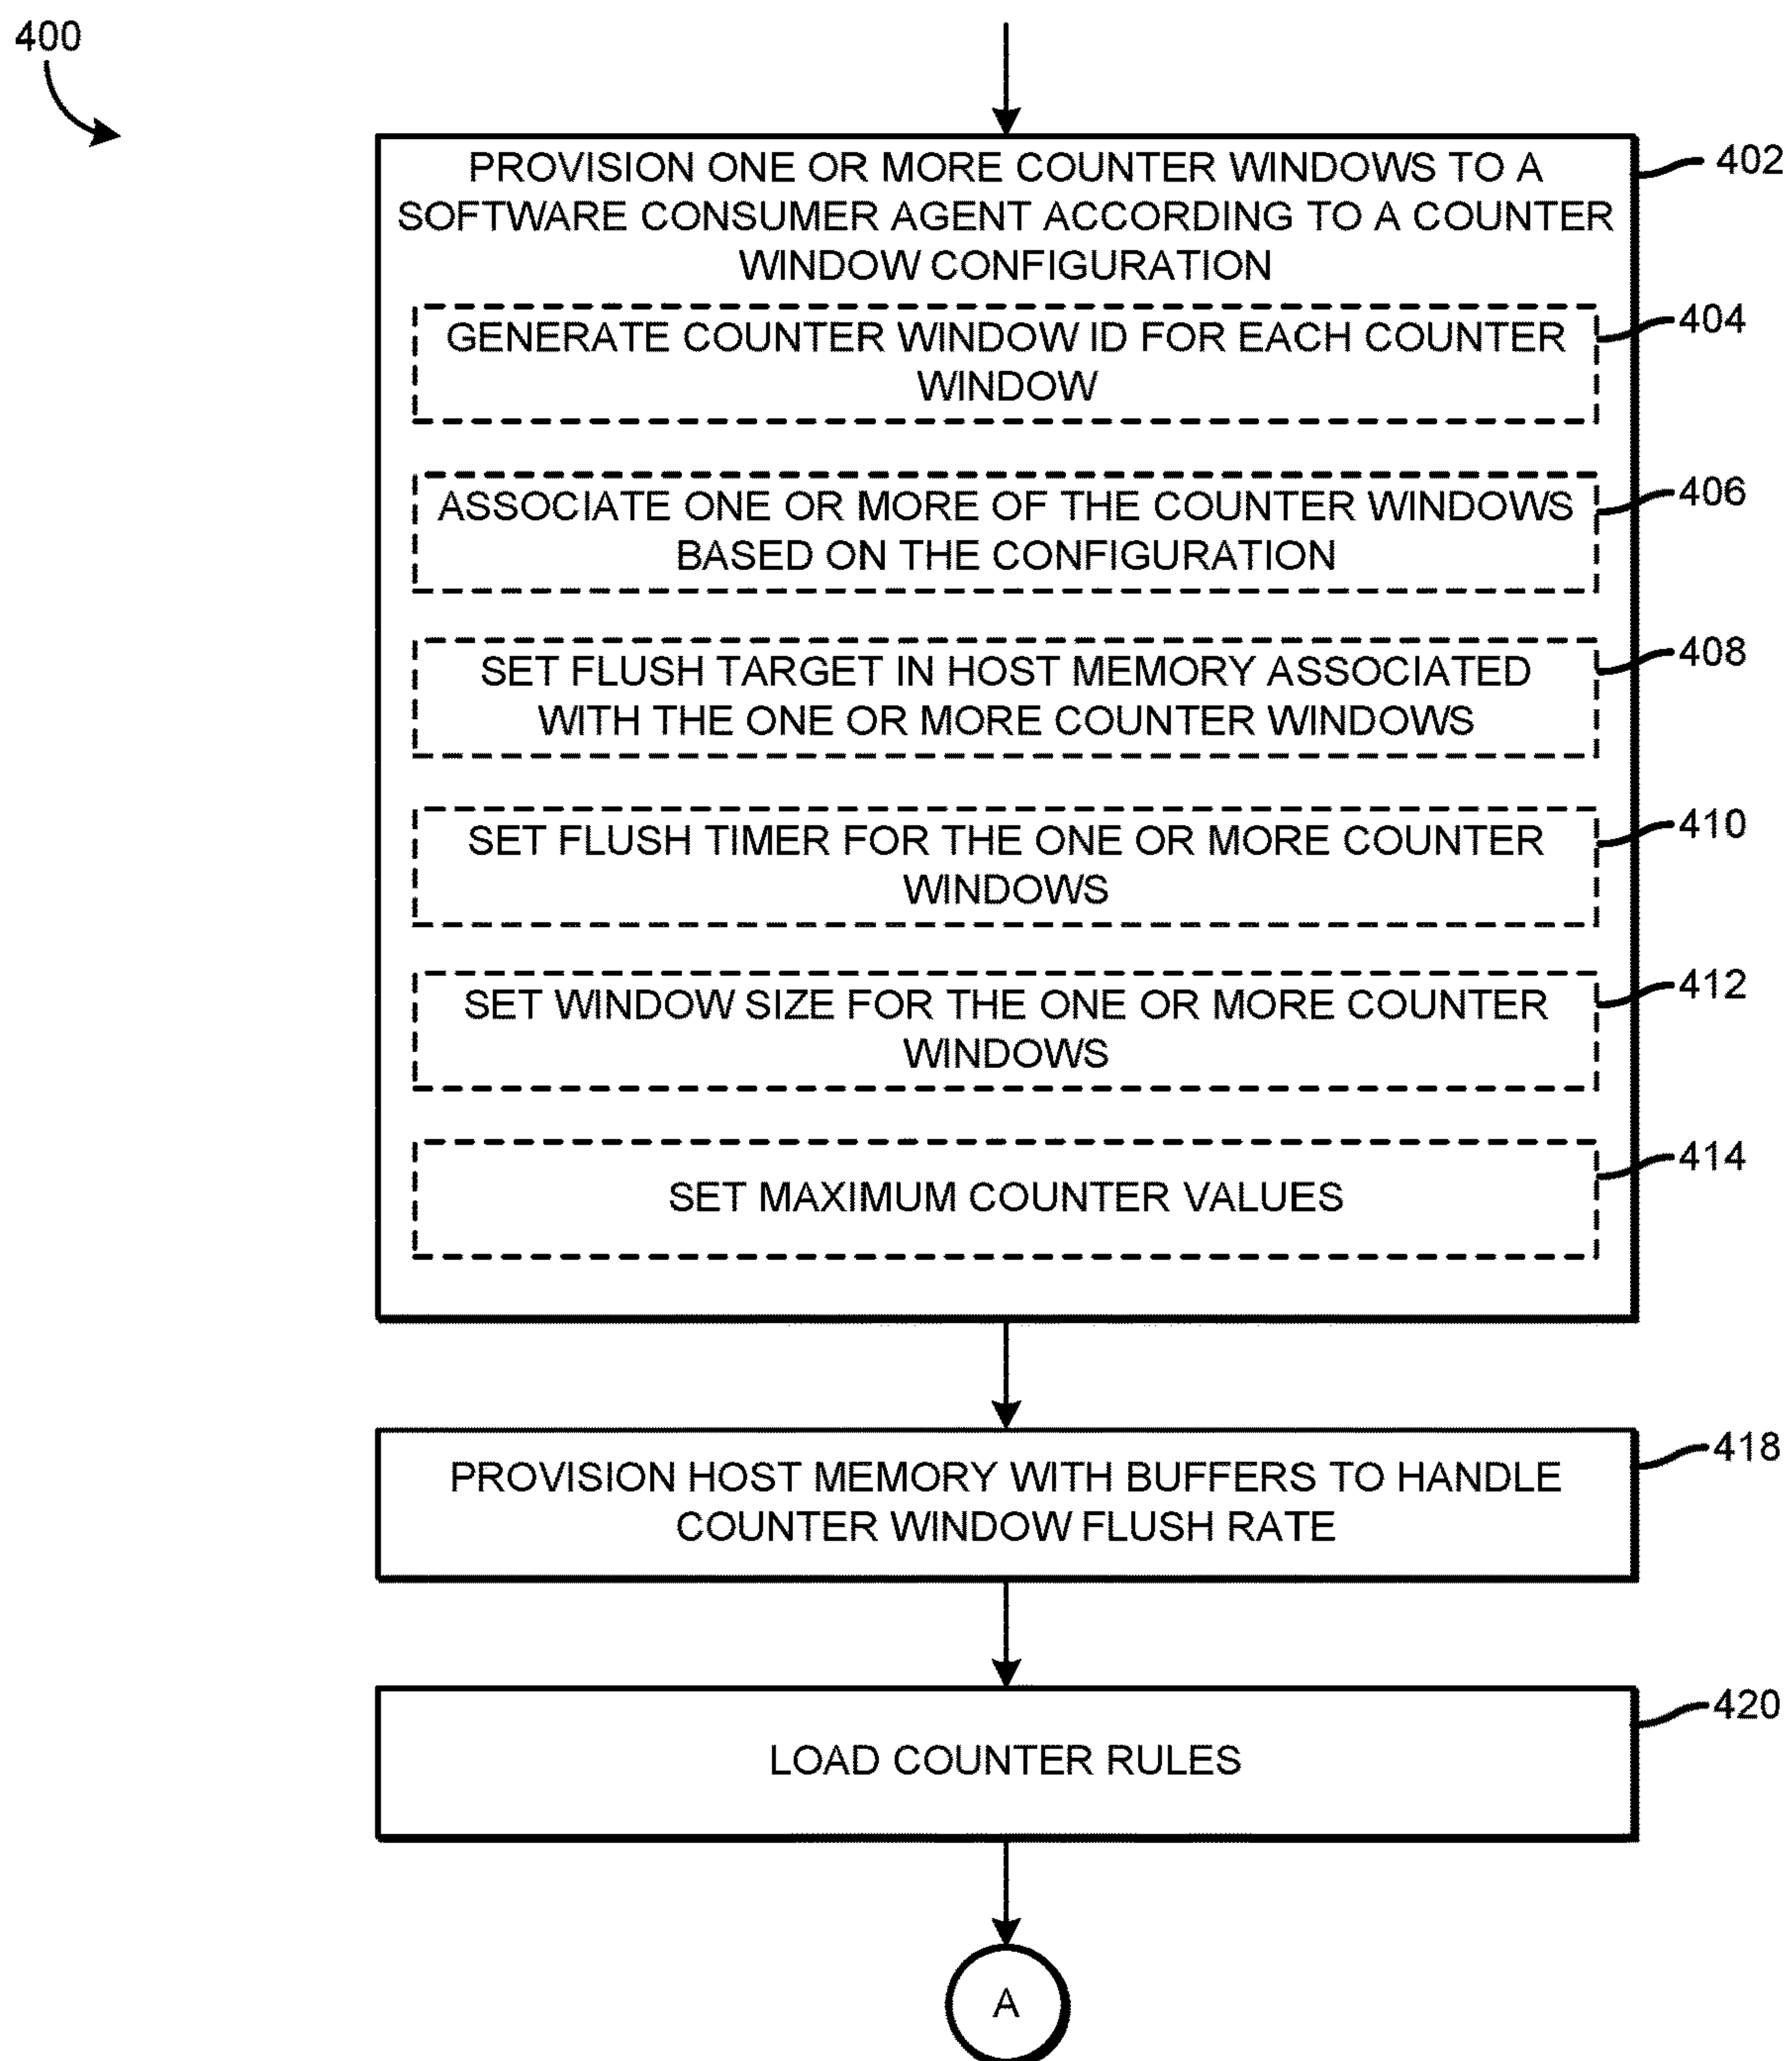 400
PROVISION ONE OR MORE COUNTER WINDOWS TO A
SOFTWARE CONSUMER AGENT ACCORDING TO A COUNTER
WINDOW CONFIGURATION
402
GENERATE COUNTER WINDOW ID FOR EACH COUNTER
WINDOW
404
ASSOCIATE ONE OR MORE OF THE COUNTER WINDOWS
BASED ON THE CONFIGURATION
406
SET FLUSH TARGET IN HOST MEMORY ASSOCIATED
WITH THE ONE OR MORE COUNTER WINDOWS
408
SET FLUSH TIMER FOR THE ONE OR MORE COUNTER
WINDOWS
410
SET WINDOW SIZE FOR THE ONE OR MORE COUNTER
WINDOWS
412
SET MAXIMUM COUNTER VALUES
414
PROVISION HOST MEMORY WITH BUFFERS TO HANDLE
COUNTER WINDOW FLUSH RATE
418
LOAD COUNTER RULES
420
A